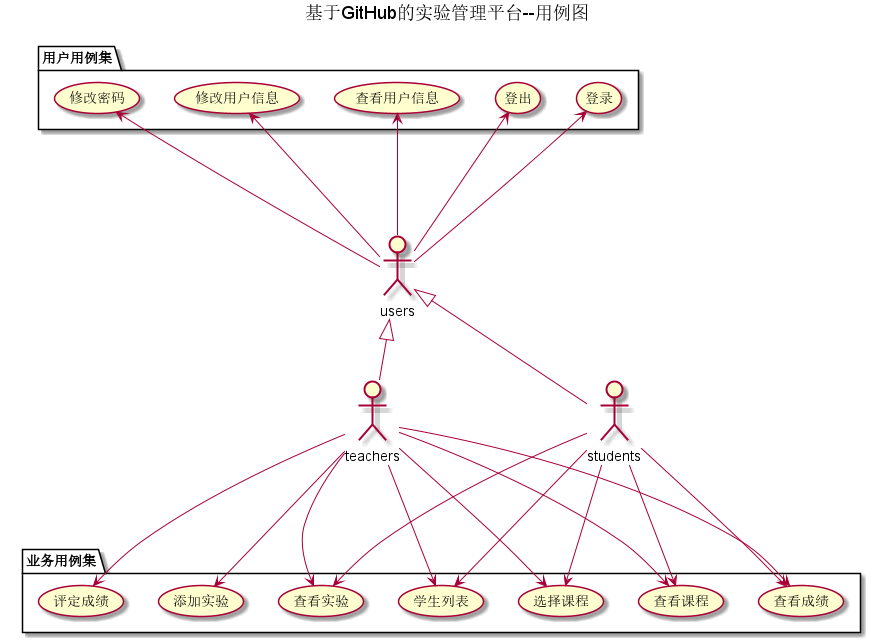 基于GitHub的实验管理平台--用例图
用户用例集
修改密码
修改用户信息
查看用户信息
登出
登录
users
teachers
students
业务用例集
评定成绩
添加实验
查看实验
学生列表
选择课程
查看课程
查看成绩